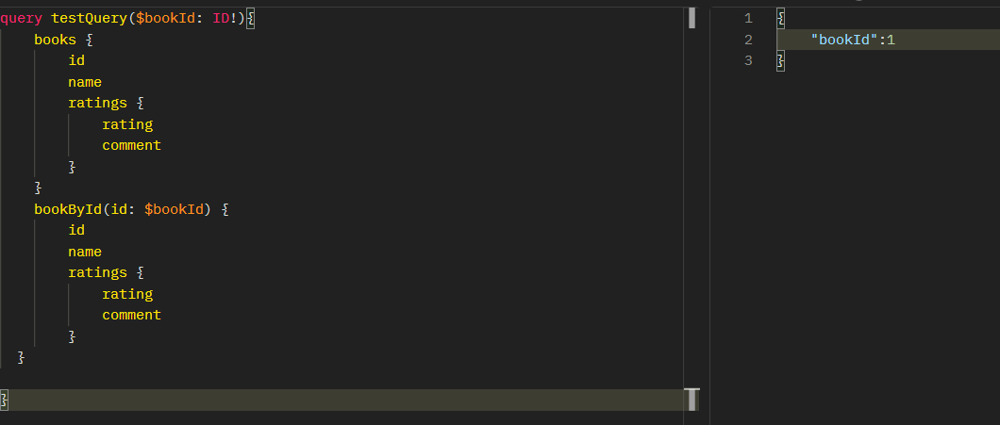 query testQuery($bookId: ID!){
    books {
        id
        name
        ratings {
            rating
            comment
        }
    }
    bookById(id: $bookId) {
        id
        name
        ratings {
            rating
            comment
        }
  }

}
1 {
2     "bookId":1
3 }